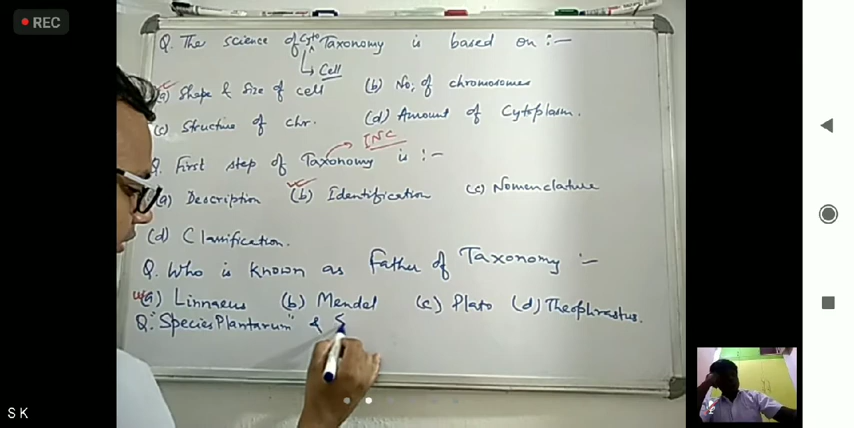 REC
Q. The science of Cyto Taxonomy is based on :-
Cell
(a) Shape & Size of cell (b) No. of chromosomes
(c) Structure of chr. (d) Amount of Cytoplasm.
INC
Q. First step of Taxonomy is :-
(a) Description (b) Identification (c) Nomenclature
(d) Classification.
Q. Who is known as Father of Taxonomy :-
(a) Linnaeus (b) Mendel (c) Plato (d) Theophrastus.
Q. "Species Plantarum" & S
S K